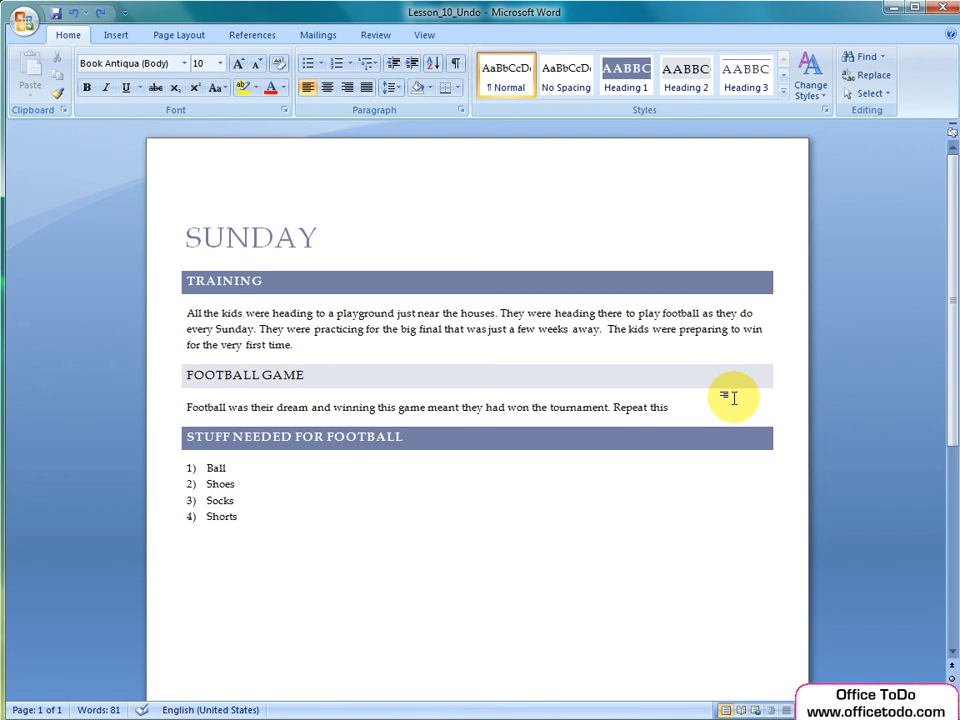 Lesson_10_Undo - Microsoft Word
Home Insert Page Layout References Mailings Review View
Paste
Clipboard
Book Antiqua (Body) 10
Font
Paragraph
AaBbCcDı AaBbCcDı AABBC AABBC AABBC
¶ Normal No Spacing Heading 1 Heading 2 Heading 3
Change Styles
Styles
Find
Replace
Select
Editing
SUNDAY
TRAINING
All the kids were heading to a playground just near the houses. They were heading there to play football as they do
every Sunday. They were practicing for the big final that was just a few weeks away. The kids were preparing to win
for the very first time.
FOOTBALL GAME
Football was their dream and winning this game meant they had won the tournament. Repeat this
STUFF NEEDED FOR FOOTBALL
1) Ball
2) Shoes
3) Socks
4) Shorts
Page: 1 of 1 Words: 81 English (United States)
Office ToDo
www.officetodo.com